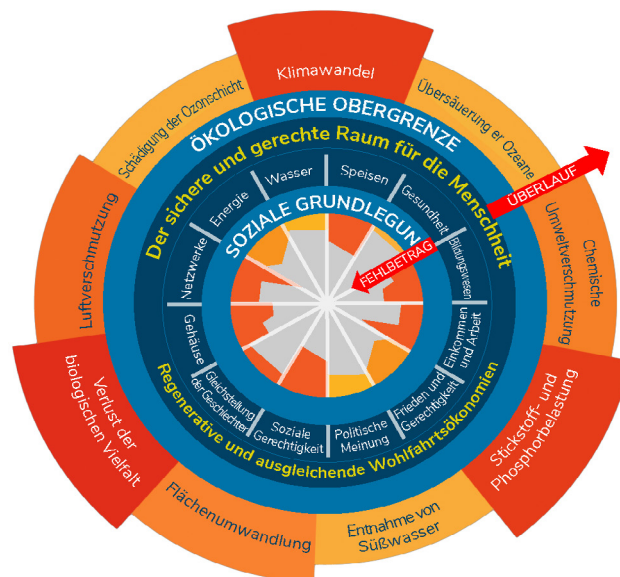 Klimawandel
Übersäuerung er Ozeane
Chemische
Umweltverschmutzung
Stickstoff- und
Phosphorbelastung
Entnahme von
Süßwasser
Flächenumwandlung
Verlust der
biologischen Vielfalt
Luftverschmutzung
Schädigung der Ozonschicht
ÜBERLAUF
ÖKOLOGISCHE OBERGRENZE
Der sichere und gerechte Raum für die Menschheit
Wasser
Speisen
Gesundheit
Bildungswesen
Einkommen
und Arbeit
Frieden und
Gerechtigkeit
Politische
Meinung
Soziale
Gerechtigkeit
Gleichstellung
der Geschlechter
Gehäuse
Netzwerke
Energie
SOZIALE GRUNDLEGUN
FEHLBETRAG
Regenerative und ausgleichende Wohlfahrtsökonomien